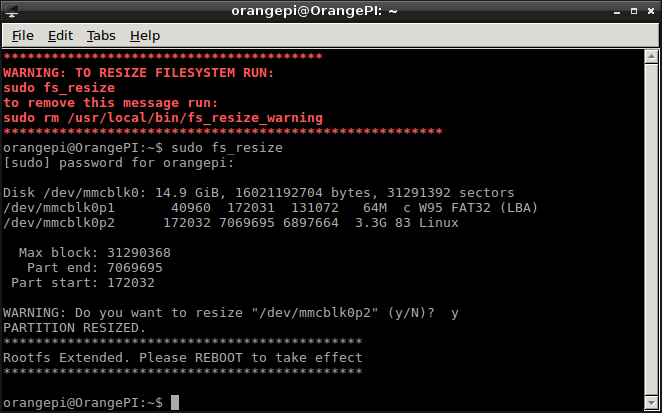 orangepi@OrangePI: ~
File Edit Tabs Help
****************************************
WARNING: TO RESIZE FILESYSTEM RUN:
sudo fs_resize
to remove this message run:
sudo rm /usr/local/bin/fs_resize_warning
*******************************************************
orangepi@OrangePI:~$ sudo fs_resize
[sudo] password for orangepi:
Disk /dev/mmcblk0: 14.9 GiB, 16021192704 bytes, 31291392 sectors
/dev/mmcblk0p1       40960  172031  131072   64M  c W95 FAT32 (LBA)
/dev/mmcblk0p2      172032 7069695 6897664  3.3G 83 Linux
  Max block: 31290368
   Part end: 7069695
 Part start: 172032
WARNING: Do you want to resize "/dev/mmcblk0p2" (y/N)?  y
PARTITION RESIZED.
*********************************************
Rootfs Extended. Please REBOOT to take effect
*********************************************
orangepi@OrangePI:~$